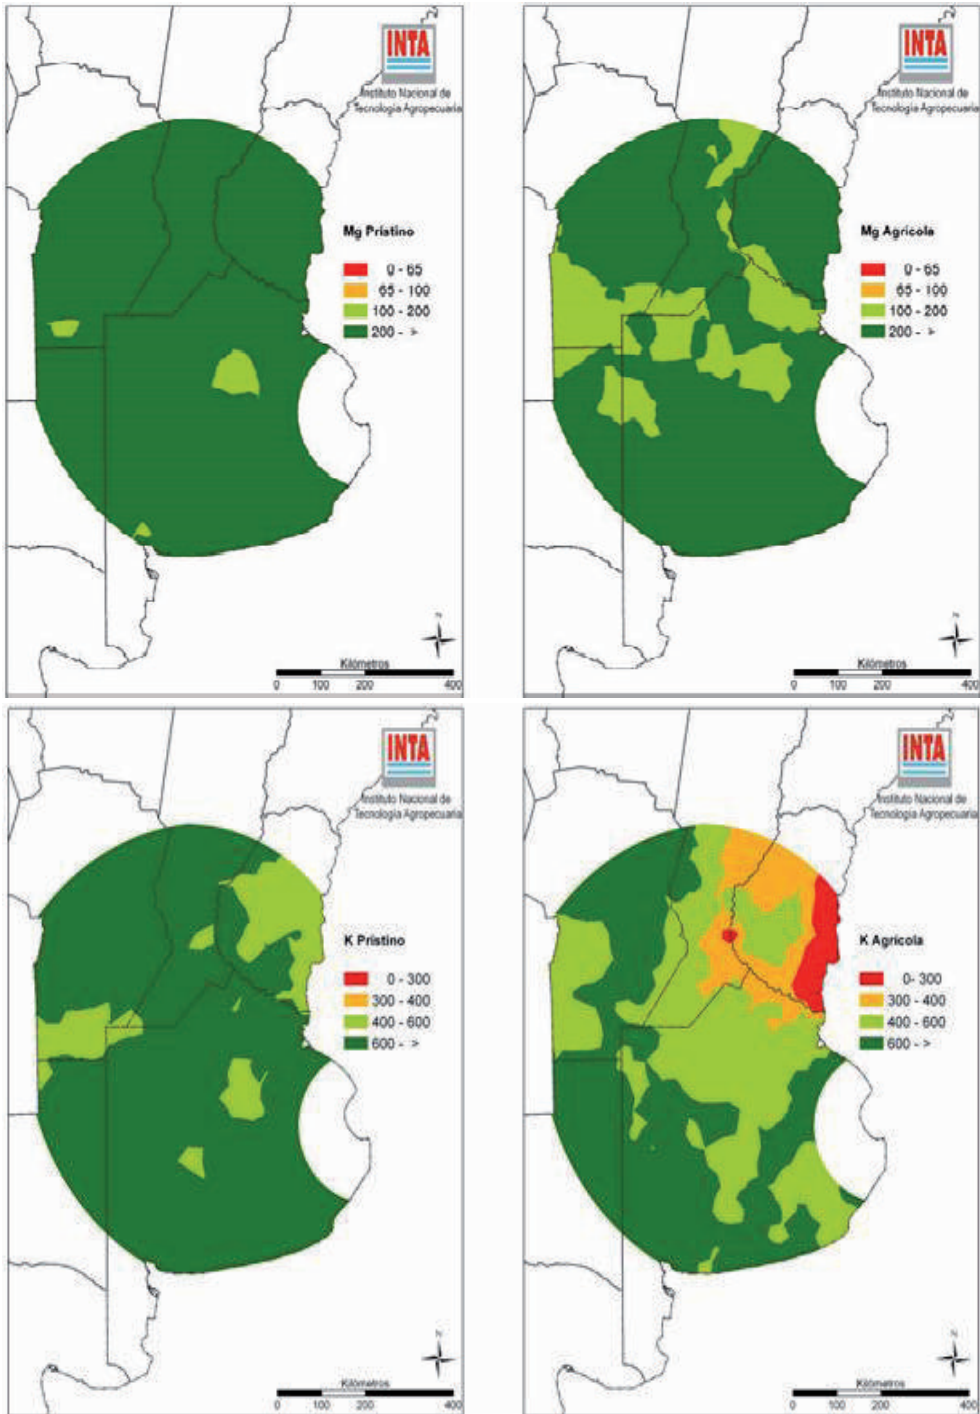 INTA
Instituto Nacional de
Tecnología Agropecuaria
Mg Prístino
0 - 65
65 - 100
100 - 200
200 - >
N
Kilómetros
0 100 200 400
INTA
Instituto Nacional de
Tecnología Agropecuaria
Mg Agrícola
0 - 65
65 - 100
100 - 200
200 - >
N
Kilómetros
0 100 200 400
INTA
Instituto Nacional de
Tecnología Agropecuaria
K Prístino
0 - 300
300 - 400
400 - 600
600 - >
N
Kilómetros
0 100 200 400
INTA
Instituto Nacional de
Tecnología Agropecuaria
K Agrícola
0- 300
300 - 400
400 - 600
600 - >
N
Kilómetros
0 100 200 400